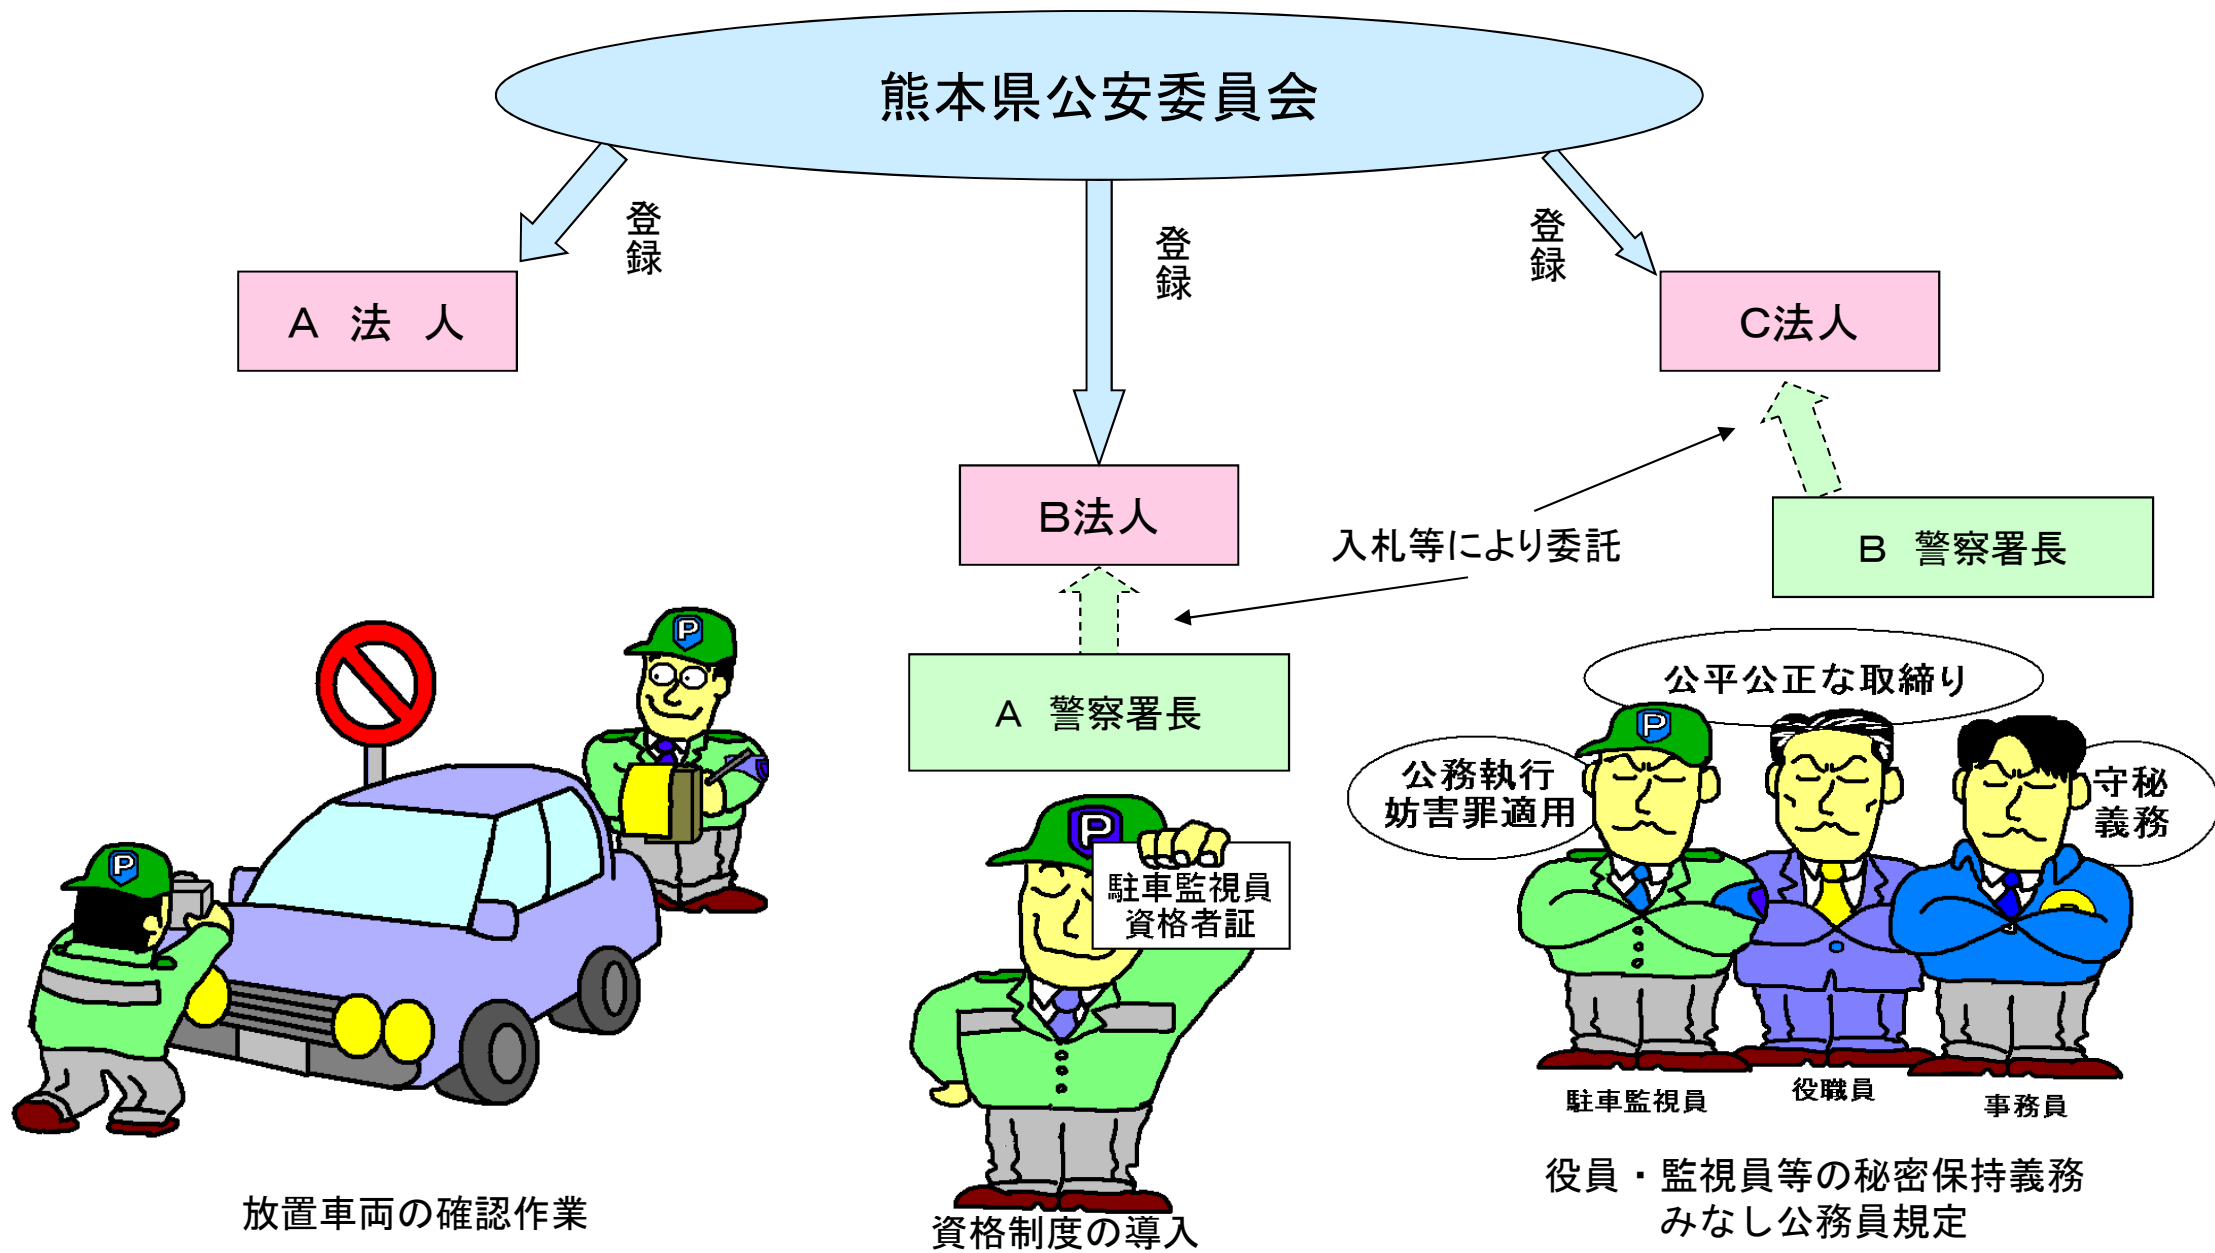 熊本県公安委員会
登録
登録
登録
A　法　人
C法人
B法人
入札等により委託
B　警察署長
A　警察署長
公平公正な取締り
公務執行
妨害罪適用
守秘
義務
P
P
P
P
駐車監視員
資格者証
駐車監視員
役職員
事務員
放置車両の確認作業
資格制度の導入
役員・監視員等の秘密保持義務
みなし公務員規定